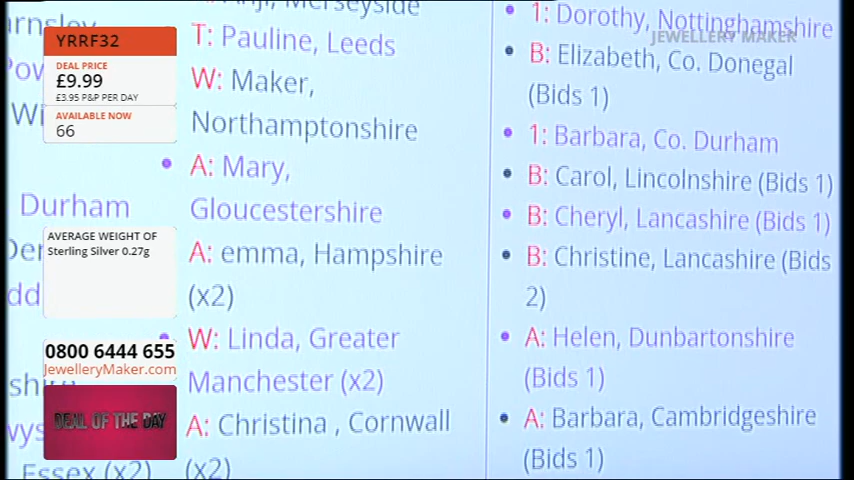 YRRF32
DEAL PRICE
£9.99
£3.95 P&P PER DAY
AVAILABLE NOW
66
AVERAGE WEIGHT OF
Sterling Silver 0.27g
0800 6444 655
JewelleryMaker.com
DEAL OF THE DAY
Durham
Essex (x2)
Merseyside
T: Pauline, Leeds
W: Maker,
Northamptonshire
A: Mary,
Gloucestershire
A: emma, Hampshire
(x2)
W: Linda, Greater
Manchester (x2)
A: Christina , Cornwall
(x2)
JEWELLERY MAKER
1: Dorothy, Nottinghamshire
B: Elizabeth, Co. Donegal
(Bids 1)
1: Barbara, Co. Durham
B: Carol, Lincolnshire (Bids 1)
B: Cheryl, Lancashire (Bids 1)
B: Christine, Lancashire (Bids
2)
A: Helen, Dunbartonshire
(Bids 1)
A: Barbara, Cambridgeshire
(Bids 1)